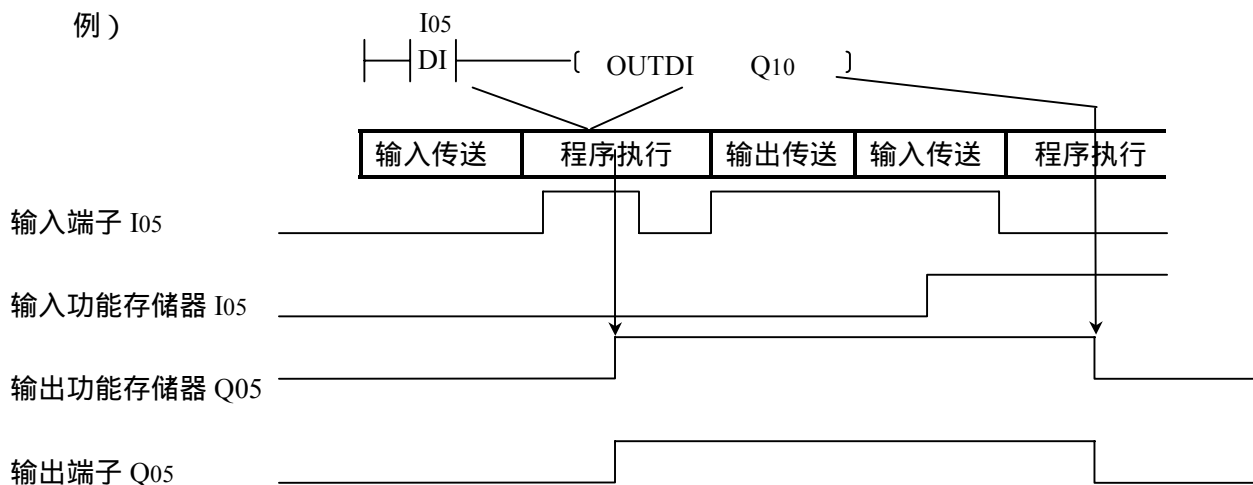 例）
I05
DI OUTDI Q10
输入传送 程序执行 输出传送 输入传送 程序执行
输入端子 I05
输入功能存储器 I05
输出功能存储器 Q05
输出端子 Q05